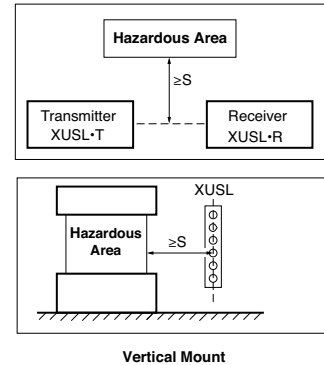 Hazardous Area
≥S
Transmitter
XUSL•T
Receiver
XUSL•R
XUSL
Hazardous
Area
≥S
Vertical Mount